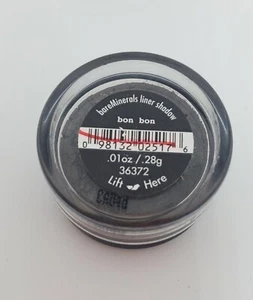 bareMinerals liner shadow
bon bon
0 98132 02517 6
.01oz/.28g
36372
Lift Here